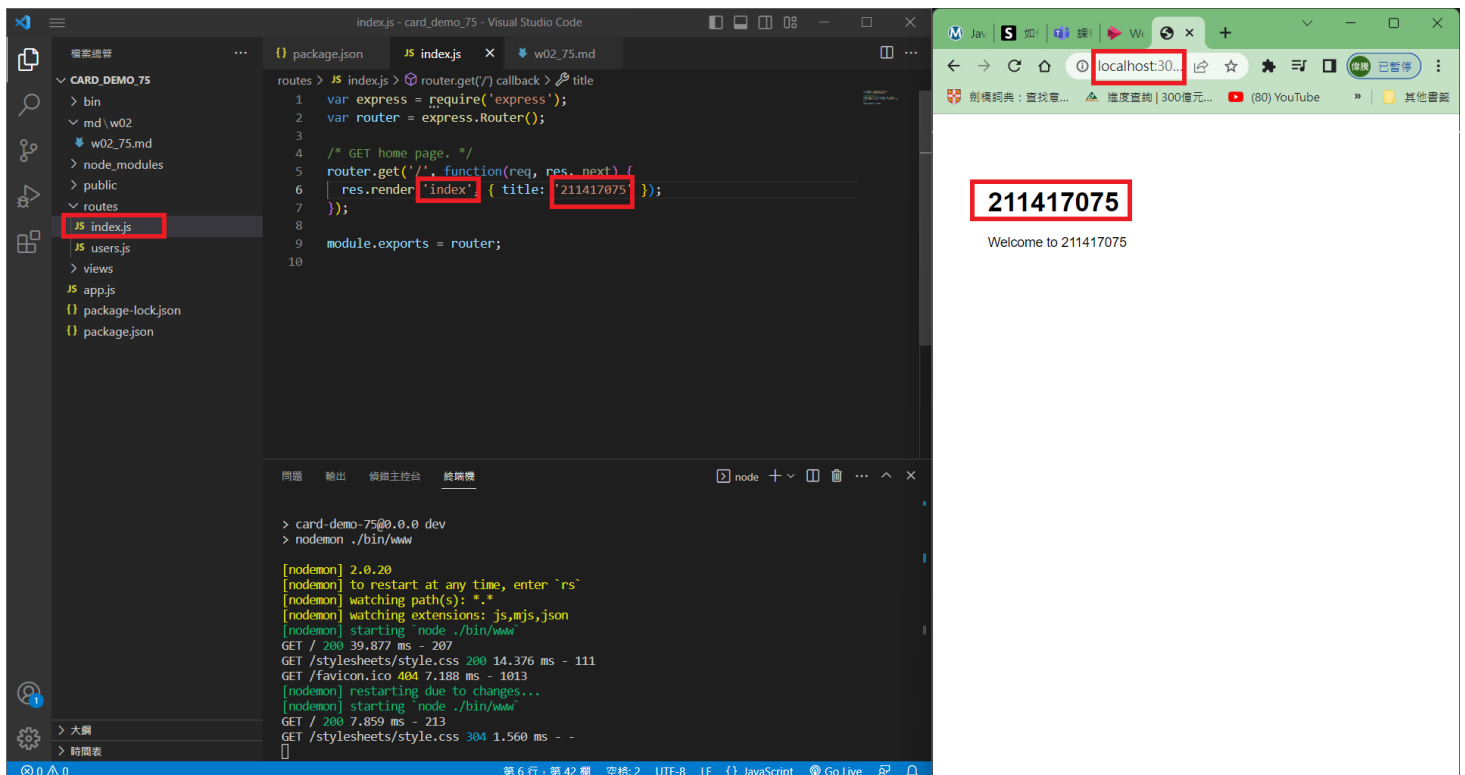 index.js - card_demo_75 - Visual Studio Code
檔案總管
CARD_DEMO_75
bin
md \ w02
w02_75.md
node_modules
public
routes
JS index.js
JS users.js
views
JS app.js
{} package-lock.json
{} package.json
大綱
時間表
{} package.json
JS index.js
w02_75.md
routes > JS index.js > router.get('/') callback > title
1 var express = require('express');
2 var router = express.Router();
3
4 /* GET home page. */
5 router.get('/', function(req, res, next) {
6 res.render 'index', { title: '211417075' });
7 });
8
9 module.exports = router;
10
問題 輸出 偵錯主控台 終端機
node
> card-demo-75@0.0.0 dev
> nodemon ./bin/www
[nodemon] 2.0.20
[nodemon] to restart at any time, enter `rs`
[nodemon] watching path(s): *.*
[nodemon] watching extensions: js,mjs,json
[nodemon] starting `node ./bin/www`
GET / 200 39.877 ms - 207
GET /stylesheets/style.css 200 14.376 ms - 111
GET /favicon.ico 404 7.188 ms - 1013
[nodemon] restarting due to changes...
[nodemon] starting `node ./bin/www`
GET / 200 7.859 ms - 213
GET /stylesheets/style.css 304 1.560 ms - -
1
0 0
第 6 行，第 42 欄 空格: 2 UTF-8 LF {} JavaScript Go Live
Jav
S 如
課
We
localhost:30...
已暫停
劍橋詞典：查找意...
進度查詢 | 300億元...
(80) YouTube
»
其他書籤
211417075
Welcome to 211417075